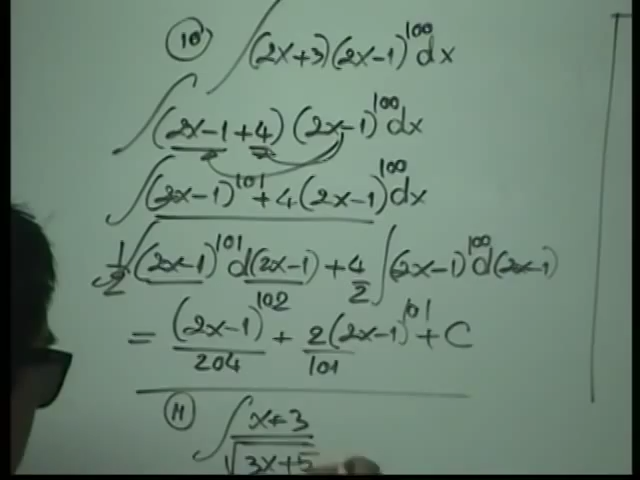 10) ∫(2x+3)(2x-1)^100 dx
∫(2x-1+4)(2x-1)^100 dx
∫(2x-1)^101 + 4(2x-1)^100 dx
1/2 ∫(2x-1)^101 d(2x-1) + 4/2 ∫(2x-1)^100 d(2x-1)
= (2x-1)^102/204 + 2(2x-1)^101/101 + C
11) ∫ x+3/√3x+5